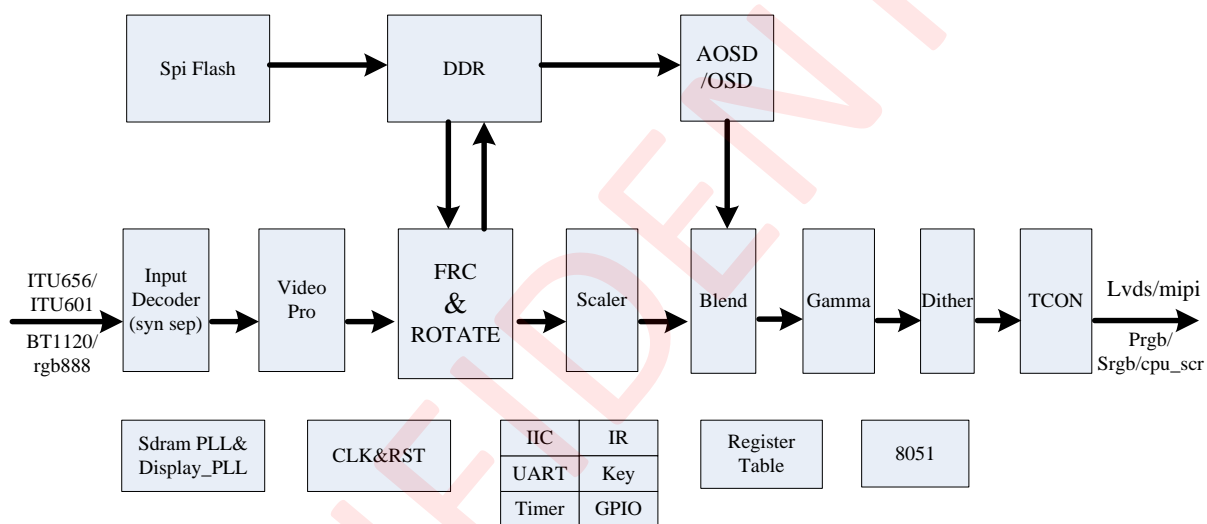 Spi Flash
DDR
AOSD
/OSD
ITU656/
ITU601
BT1120/
rgb888
Input
Decoder
(syn sep)
Video
Pro
FRC
&
ROTATE
Scaler
Blend
Gamma
Dither
TCON
Lvds/mipi
Prgb/
Srgb/cpu_scr
Sdram PLL&
Display_PLL
CLK&RST
IIC
IR
UART
Key
Timer
GPIO
Register
Table
8051
FIDENT